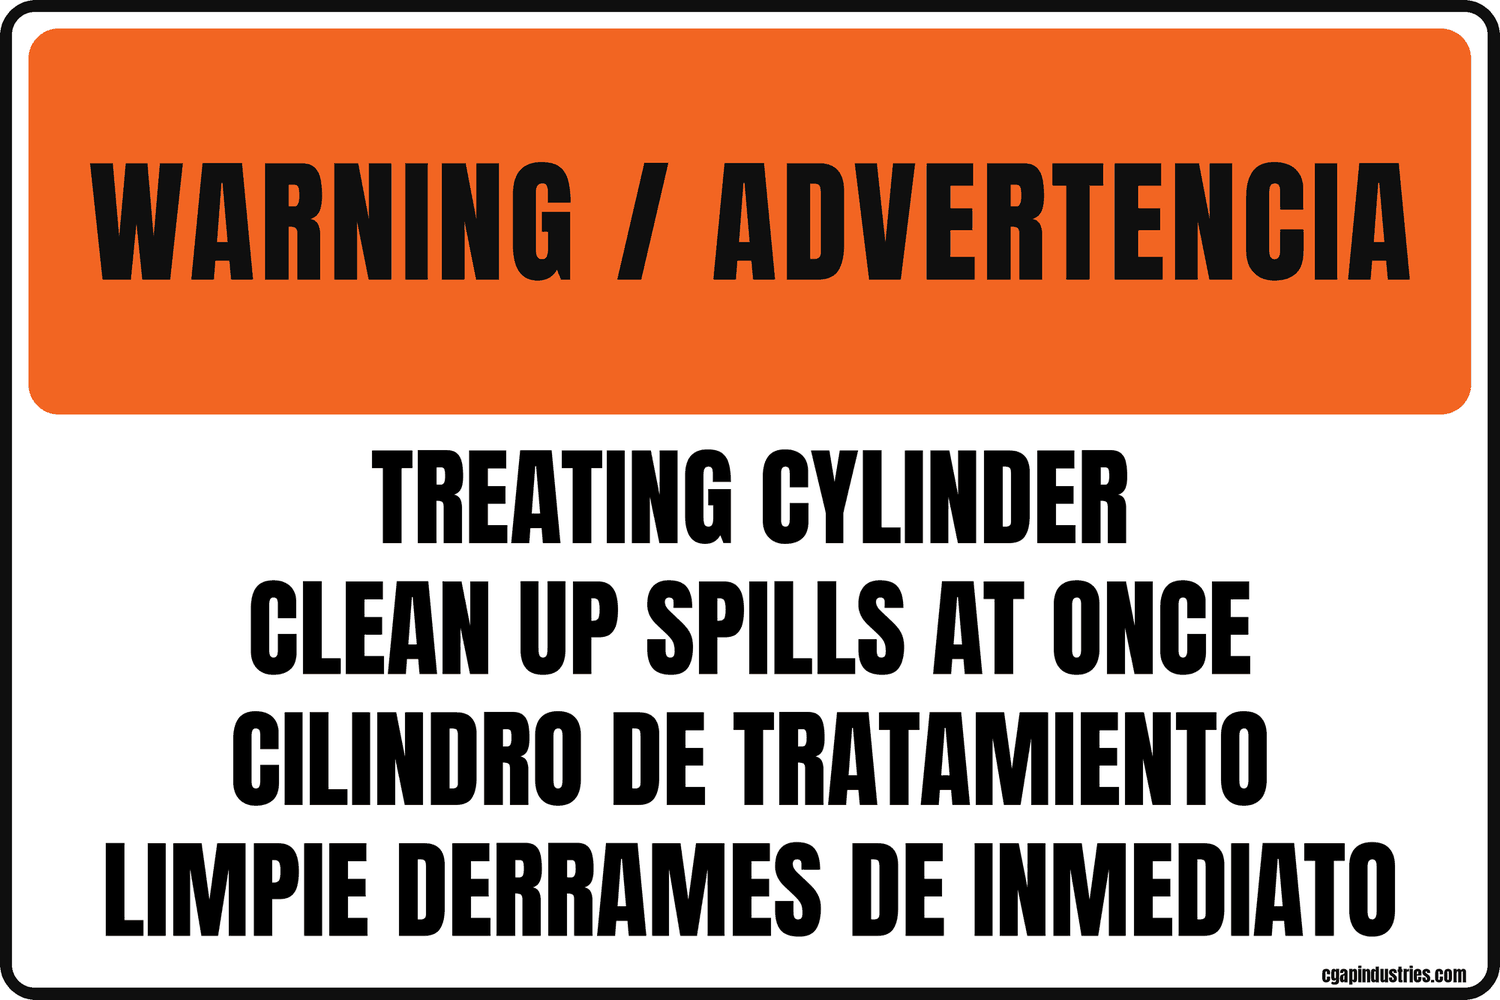 WARNING / ADVERTENCIA
TREATING CYLINDER
CLEAN UP SPILLS AT ONCE
CILINDRO DE TRATAMIENTO
LIMPIE DERRAMES DE INMEDIATO
cgapindustries.com